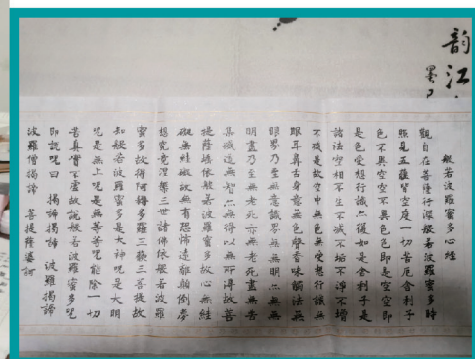 韵江
墨
般若波羅蜜多心經
觀自在菩薩行深般若波羅蜜多時
照見五蘊皆空度一切苦厄舍利子
色不異空空不異色色即是空空即
是色受想行識亦復如是舍利子是
諸法空相不生不滅不垢不淨不增
不減是故空中無色無受想行識無
眼耳鼻舌身意無色聲香味觸法無
眼界乃至無意識界無無明亦無無
明盡乃至無老死亦無老死盡無苦
集滅道無智亦無得以無所得故菩
提薩埵依般若波羅蜜多故心無絓
礙無絓礙故無有恐怖遠離顛倒夢
想究竟涅槃三世諸佛依般若波羅
蜜多故得阿耨多羅三藐三菩提故
知般若波羅蜜多是大神呪是大明
呪是無上呪是無等等呪能除一切
苦真實不虛故說般若波羅蜜多呪
即說呪曰 揭諦揭諦 波羅揭諦
波羅僧揭諦 菩提薩婆訶